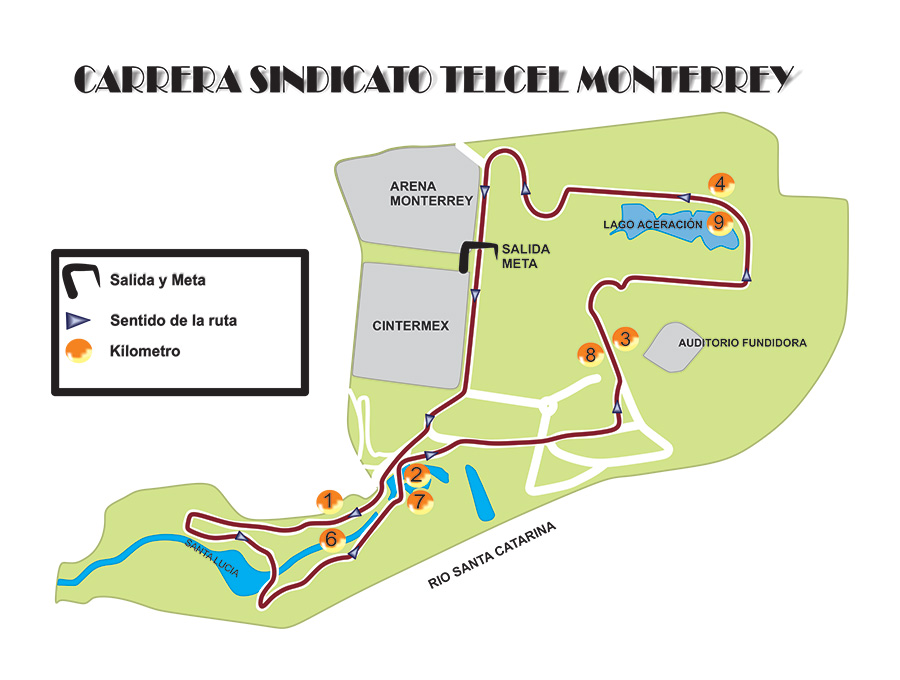 CARRERA SINDICATO TELCEL MONTERREY
ARENA
MONTERREY
4
LAGO ACERACIÓN
9
SALIDA
META
Salida y Meta
Sentido de la ruta
Kilometro
CINTERMEX
3
8
AUDITORIO FUNDIDORA
2
7
1
6
SANTA LUCIA
RIO SANTA CATARINA